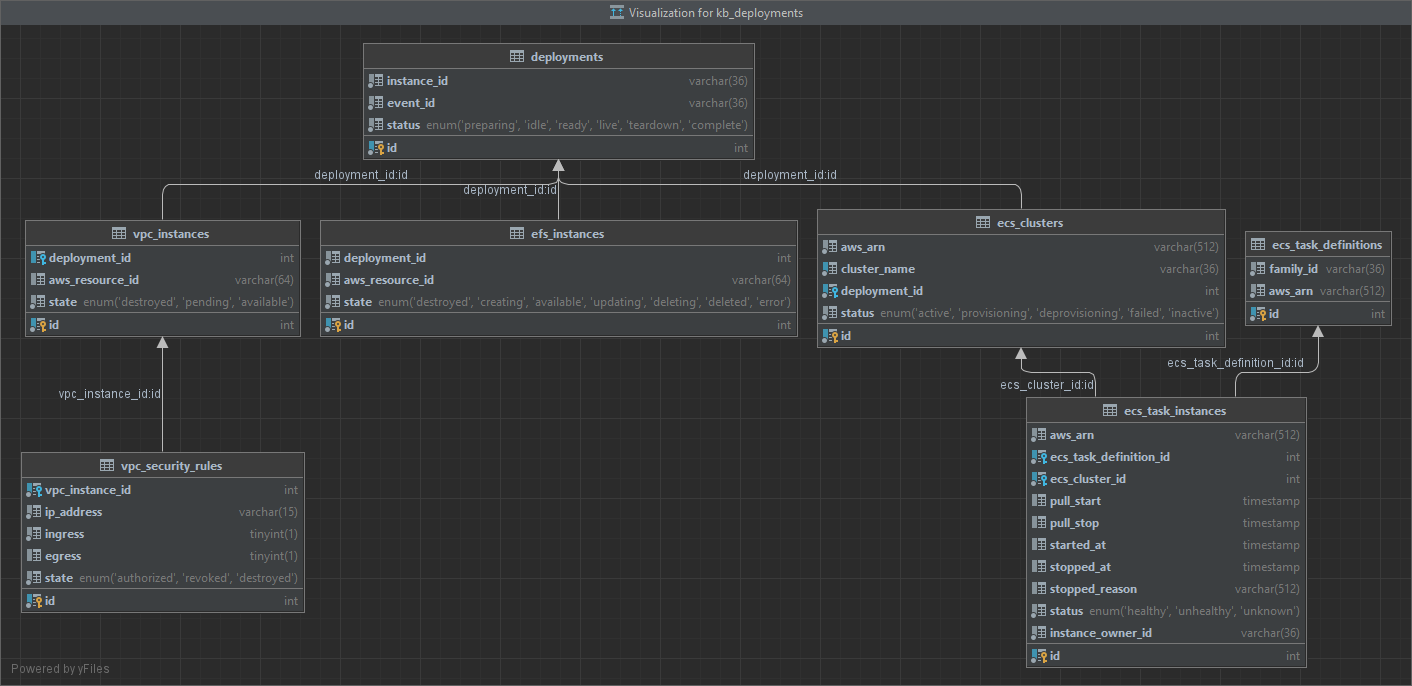 Visualization for kb_deployments
deployments
instance_id varchar(36)
event_id varchar(36)
status enum('preparing', 'idle', 'ready', 'live', 'teardown', 'complete')
id int
deployment_id:id
deployment_id:id
deployment_id:id
vpc_instances
deployment_id int
aws_resource_id varchar(64)
state enum('destroyed', 'pending', 'available')
id int
efs_instances
deployment_id int
aws_resource_id varchar(64)
state enum('destroyed', 'creating', 'available', 'updating', 'deleting', 'deleted', 'error')
id int
ecs_clusters
aws_arn varchar(512)
cluster_name varchar(36)
deployment_id int
status enum('active', 'provisioning', 'deprovisioning', 'failed', 'inactive')
id int
ecs_task_definitions
family_id varchar(36)
aws_arn varchar(512)
id int
vpc_instance_id:id
ecs_cluster_id:id
ecs_task_definition_id:id
vpc_security_rules
vpc_instance_id int
ip_address varchar(15)
ingress tinyint(1)
egress tinyint(1)
state enum('authorized', 'revoked', 'destroyed')
id int
ecs_task_instances
aws_arn varchar(512)
ecs_task_definition_id int
ecs_cluster_id int
pull_start timestamp
pull_stop timestamp
started_at timestamp
stopped_at timestamp
stopped_reason varchar(512)
status enum('healthy', 'unhealthy', 'unknown')
instance_owner_id varchar(36)
id int
Powered by yFiles